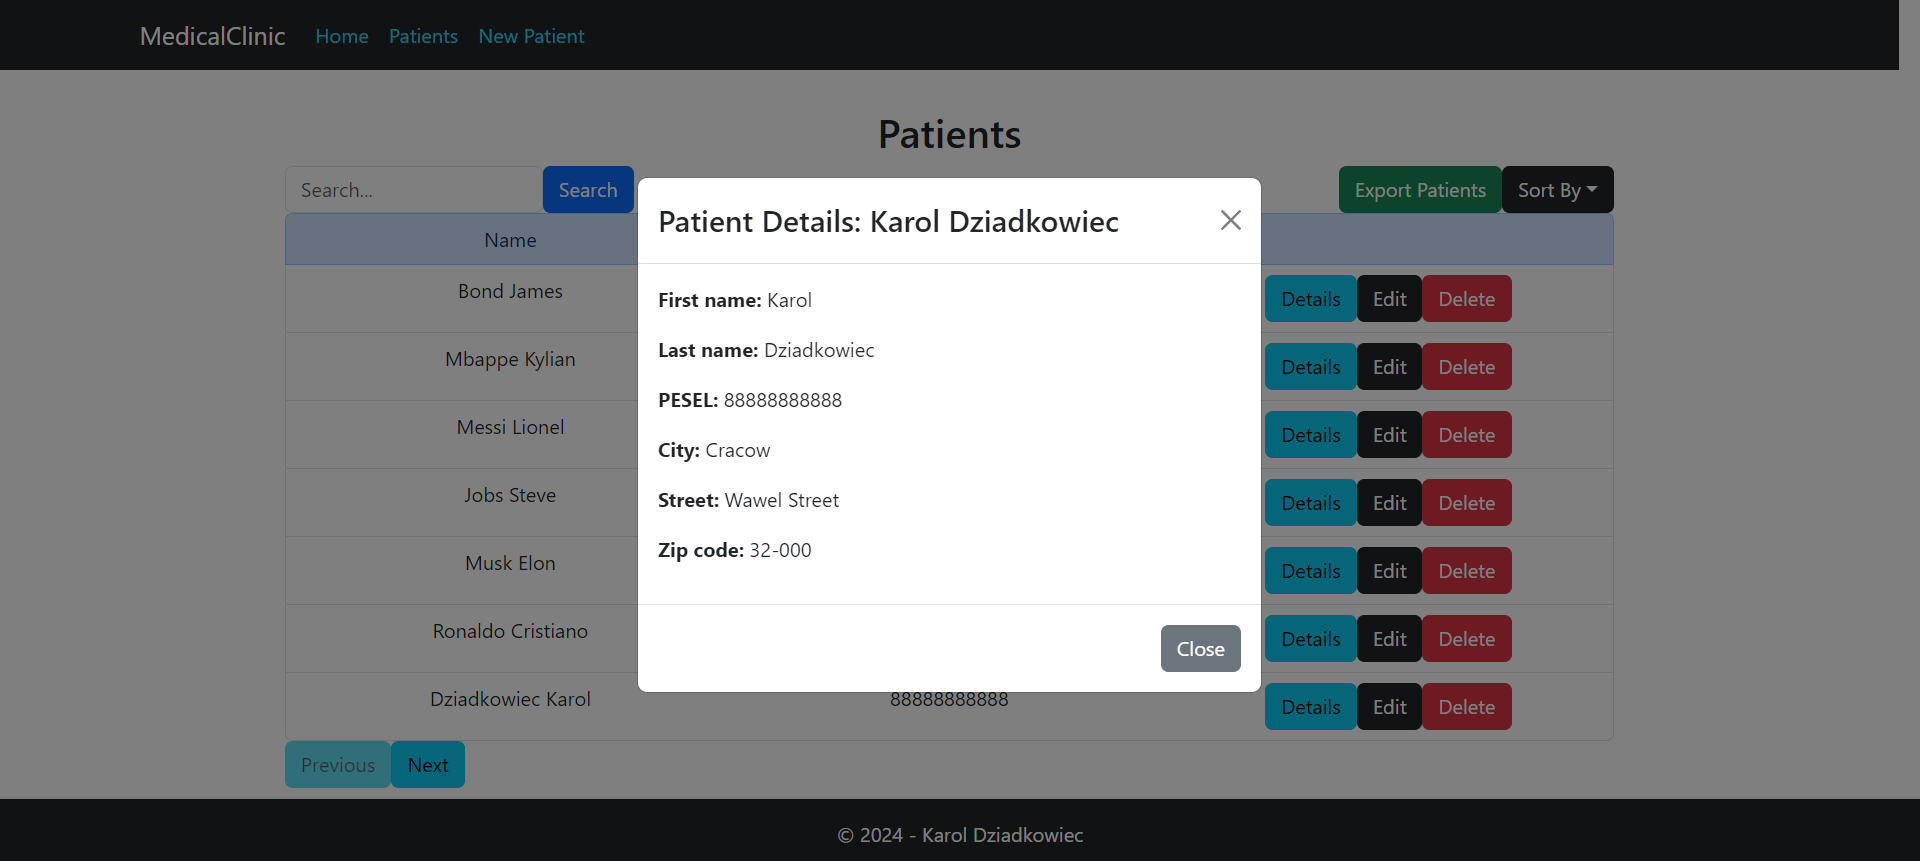 MedicalClinic Home Patients New Patient
Patients
Search... Search Export Patients Sort By
Patient Details: Karol Dziadkowiec
First name: Karol
Last name: Dziadkowiec
PESEL: 88888888888
City: Cracow
Street: Wawel Street
Zip code: 32-000
Close
Name
Bond James Details Edit Delete
Mbappe Kylian Details Edit Delete
Messi Lionel Details Edit Delete
Jobs Steve Details Edit Delete
Musk Elon Details Edit Delete
Ronaldo Cristiano Details Edit Delete
Dziadkowiec Karol 88888888888 Details Edit Delete
Previous Next
© 2024 - Karol Dziadkowiec